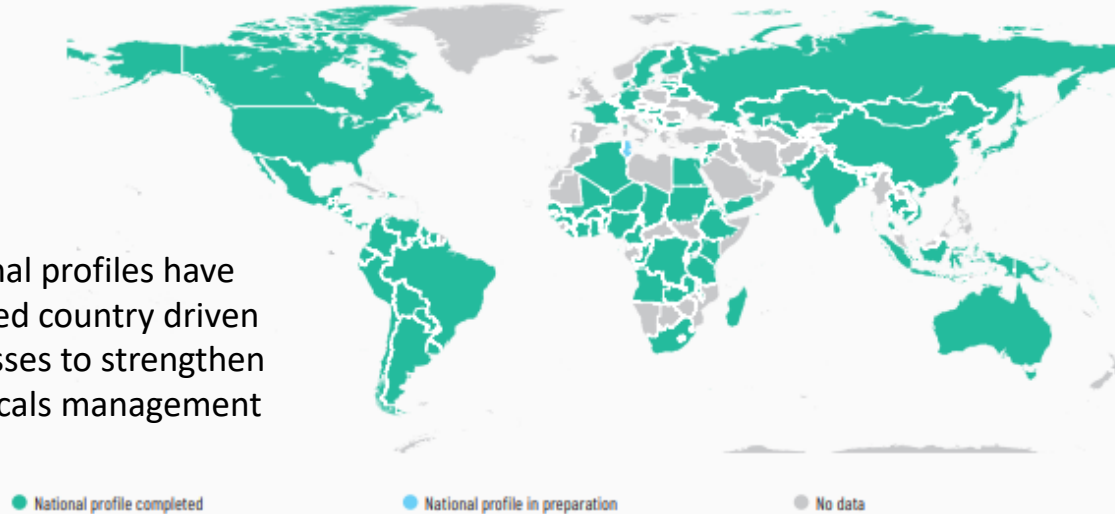 nal profiles have
ed country driven
sses to strengthen
cals management
National profile completed
National profile in preparation
No data